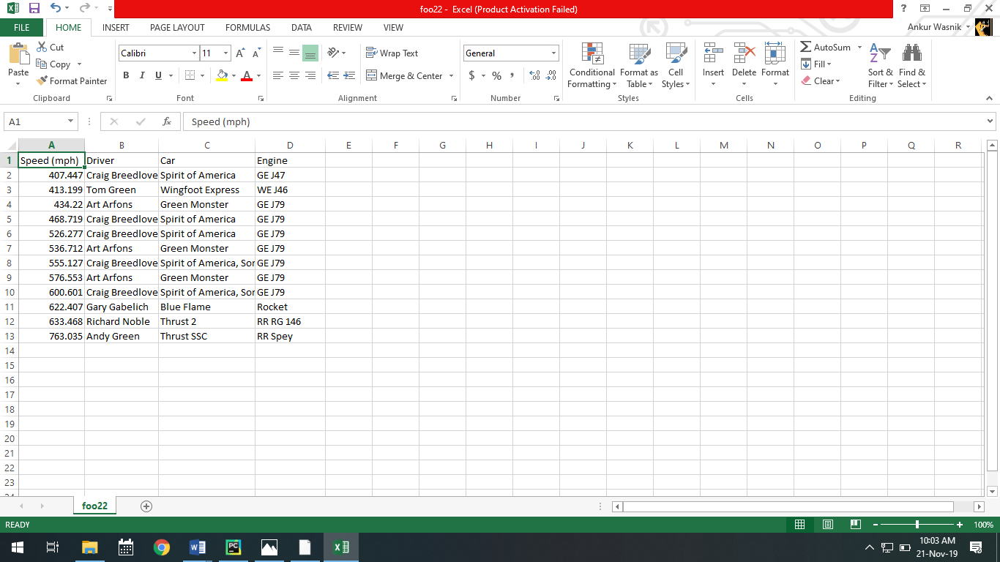 foo22 - Excel (Product Activation Failed)
FILE HOME INSERT PAGE LAYOUT FORMULAS DATA REVIEW VIEW Ankur Wasnik
Paste
Cut
Copy
Format Painter
Clipboard
Calibri 11
B I U
Font
Wrap Text
Merge & Center
Alignment
General
$ % ,
Number
Conditional Formatting
Format as Table
Cell Styles
Styles
Insert Delete Format
Cells
AutoSum
Fill
Clear
Sort & Filter
Find & Select
Editing
A1 fx Speed (mph)
A B C D E F G H I J K L M N O P Q R
1 Speed (mph) Driver Car Engine
2 407.447 Craig Breedlove Spirit of America GE J47
3 413.199 Tom Green Wingfoot Express WE J46
4 434.22 Art Arfons Green Monster GE J79
5 468.719 Craig Breedlove Spirit of America GE J79
6 526.277 Craig Breedlove Spirit of America GE J79
7 536.712 Art Arfons Green Monster GE J79
8 555.127 Craig Breedlove Spirit of America, Sor GE J79
9 576.553 Art Arfons Green Monster GE J79
10 600.601 Craig Breedlove Spirit of America, Sor GE J79
11 622.407 Gary Gabelich Blue Flame Rocket
12 633.468 Richard Noble Thrust 2 RR RG 146
13 763.035 Andy Green Thrust SSC RR Spey
14
15
16
17
18
19
20
21
22
23
24
foo22
READY 100%
10:03 AM
21-Nov-19